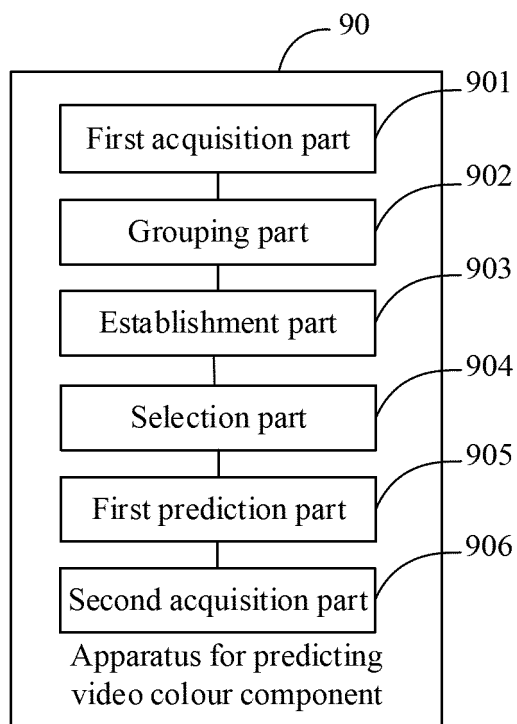 90
901
First acquisition part
902
Grouping part
903
Establishment part
904
Selection part
905
First prediction part
906
Second acquisition part
Apparatus for predicting
video colour component